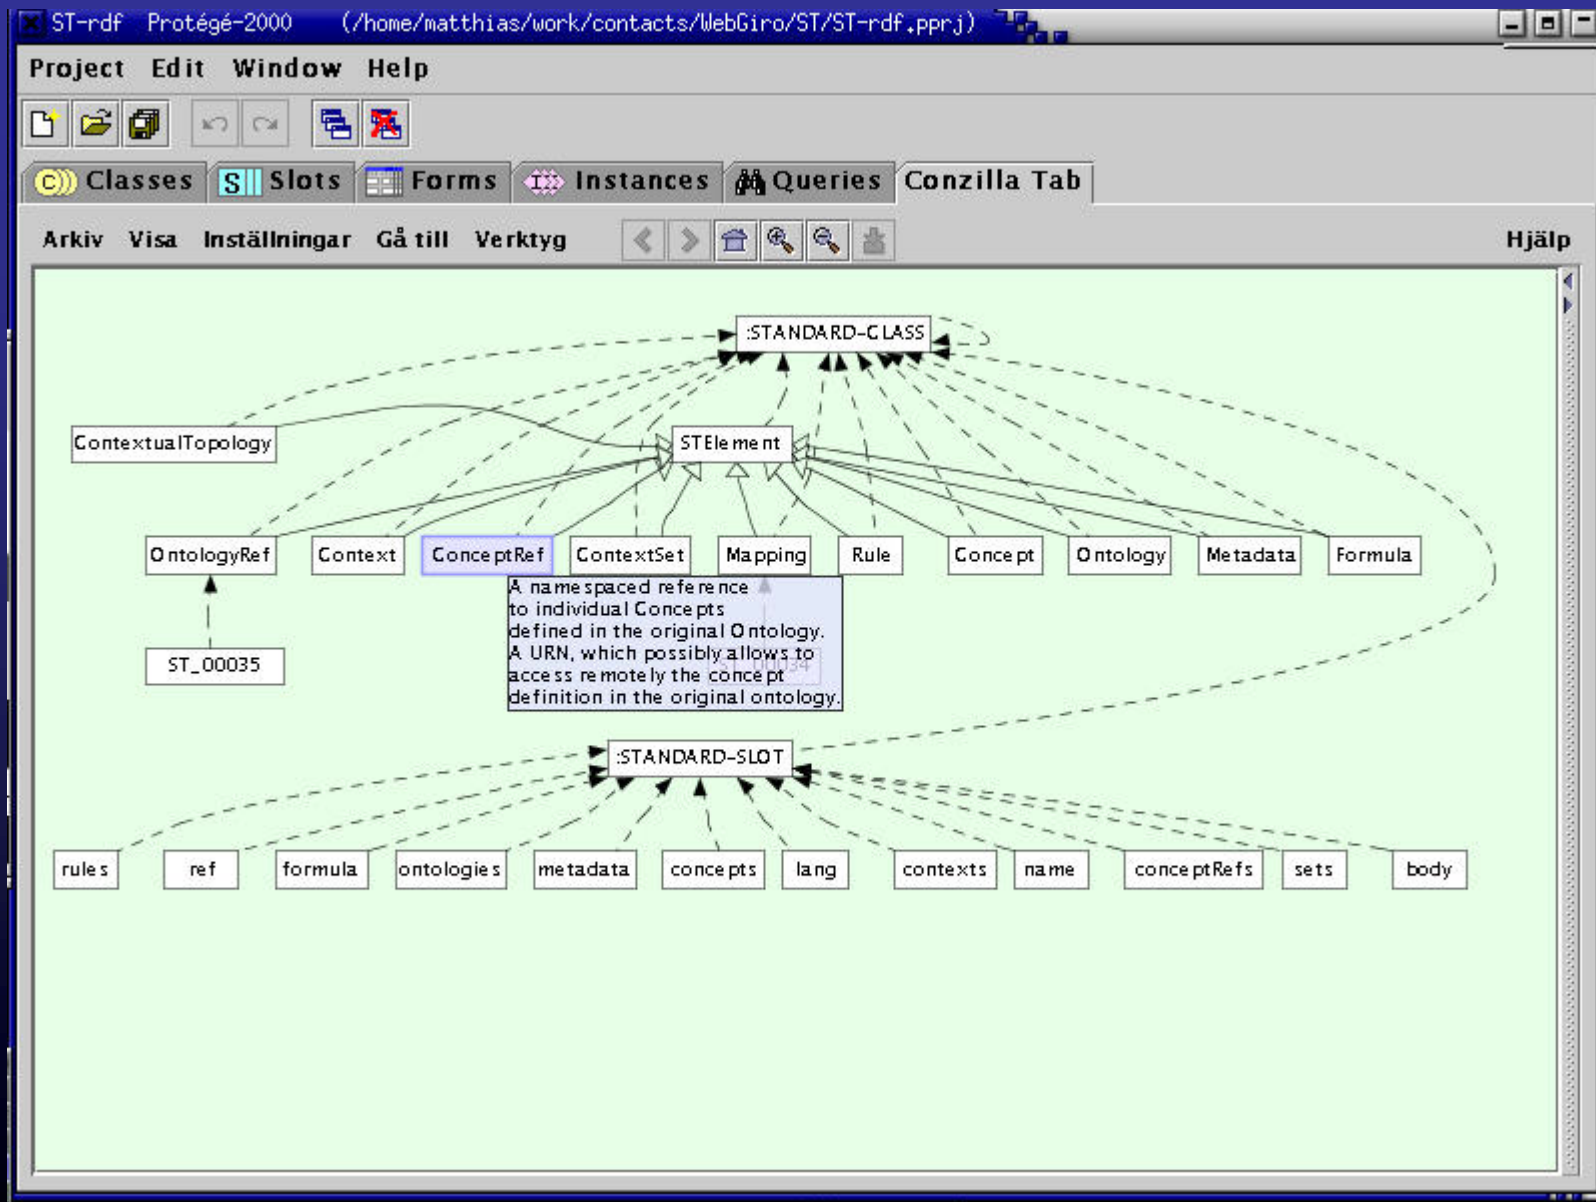 ST-rdf Protégé-2000 (/home/matthias/work/contacts/WebGiro/ST/ST-rdf.pprj)
Project Edit Window Help
C Classes S Slots Forms I Instances Queries Conzilla Tab
Arkiv Visa Inställningar Gå till Verktyg Hjälp
:STANDARD-CLASS
ContextualTopology STElement
OntologyRef Context ConceptRef ContextSet Mapping Rule Concept Ontology Metadata Formula
A namespaced reference
to individual Concepts
defined in the original Ontology.
A URN, which possibly allows to
access remotely the concept
definition in the original ontology.
ST_00035 ST_00034
:STANDARD-SLOT
rules ref formula ontologies metadata concepts lang contexts name conceptRefs sets body